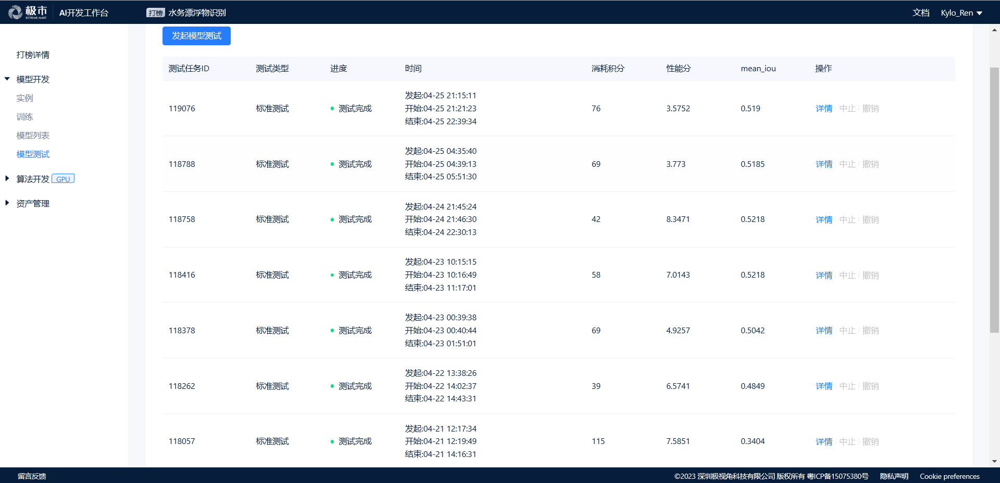 极市 EXTREME MART AI开发工作台 打榜 水务漂浮物识别 文档 Kylo_Ren
打榜详情
模型开发
实例
训练
模型列表
模型测试
算法开发 GPU
资产管理
发起模型测试
测试任务ID 测试类型 进度 时间 消耗积分 性能分 mean_iou 操作
发起:04-25 21:15:11
119076 标准测试 测试完成 开始:04-25 21:21:23 76 3.5752 0.519 详情 中止 撤销
结束:04-25 22:39:34
发起:04-25 04:35:40
118788 标准测试 测试完成 开始:04-25 04:39:13 69 3.773 0.5185 详情 中止 撤销
结束:04-25 05:51:30
发起:04-24 21:45:24
118758 标准测试 测试完成 开始:04-24 21:46:30 42 8.3471 0.5218 详情 中止 撤销
结束:04-24 22:30:13
发起:04-23 10:15:15
118416 标准测试 测试完成 开始:04-23 10:16:49 58 7.0143 0.5218 详情 中止 撤销
结束:04-23 11:17:01
发起:04-23 00:39:38
118378 标准测试 测试完成 开始:04-23 00:40:44 69 4.9257 0.5042 详情 中止 撤销
结束:04-23 01:51:01
发起:04-22 13:38:26
118262 标准测试 测试完成 开始:04-22 14:02:37 39 6.5741 0.4849 详情 中止 撤销
结束:04-22 14:43:31
发起:04-21 12:17:34
118057 标准测试 测试完成 开始:04-21 12:19:49 115 7.5851 0.3404 详情 中止 撤销
结束:04-21 14:16:31
留言反馈 ©2023 深圳极视角科技有限公司 版权所有 粤ICP备15075380号 隐私声明 Cookie preferences